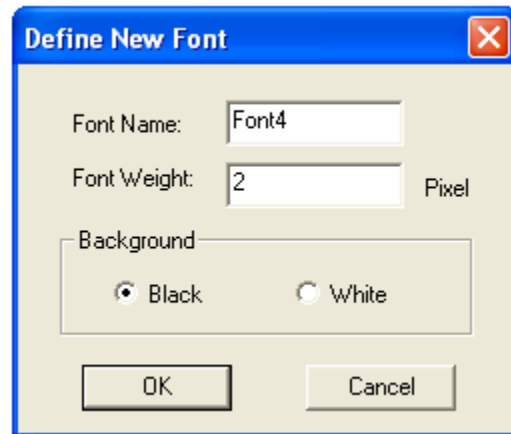 Define New Font
Font Name: Font4
Font Weight: 2 Pixel
Background
Black White
OK Cancel